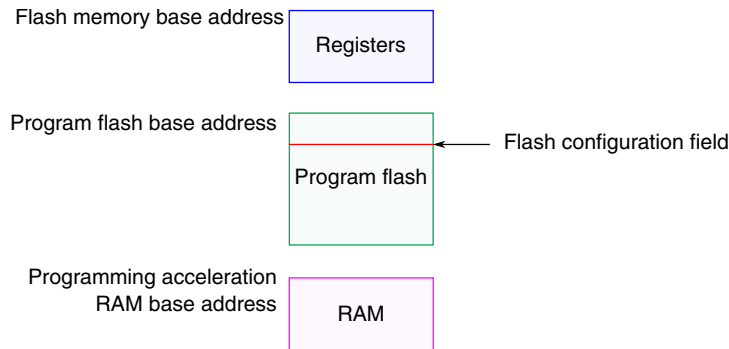 Flash memory base address
Registers
Program flash base address
Flash configuration field
Program flash
Programming acceleration
RAM base address
RAM